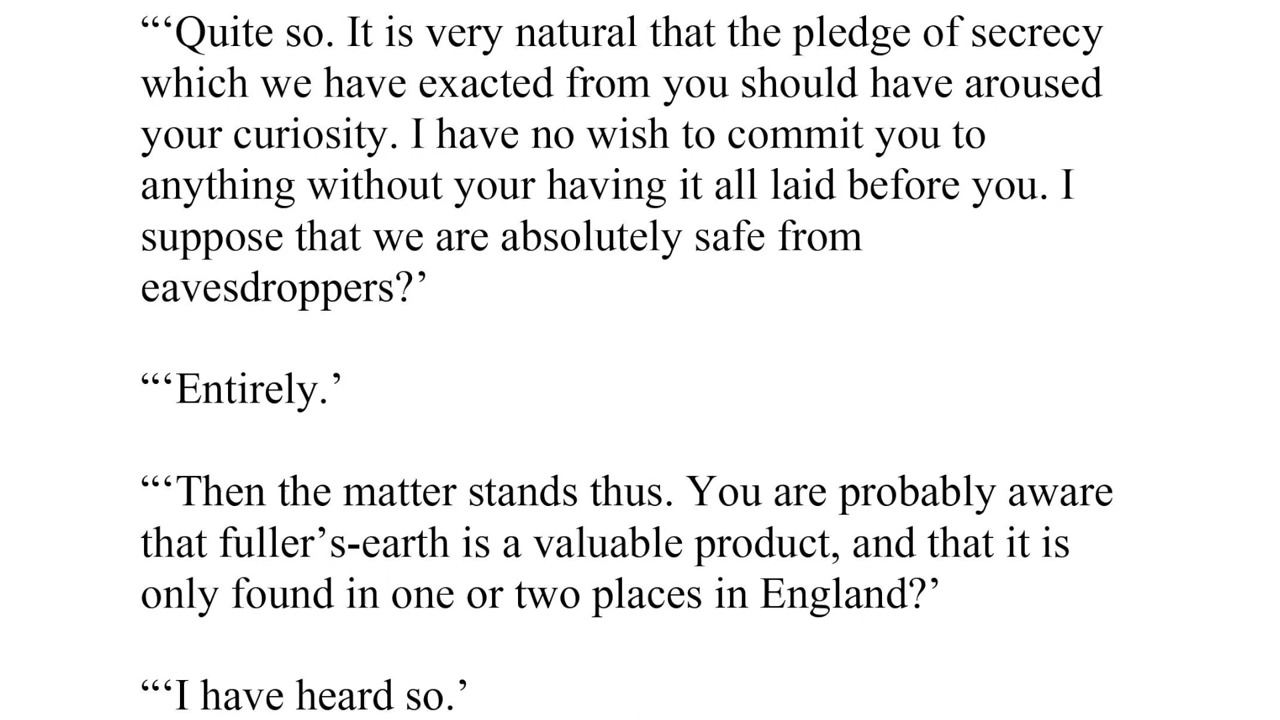 “‘Quite so. It is very natural that the pledge of secrecy
which we have exacted from you should have aroused
your curiosity. I have no wish to commit you to
anything without your having it all laid before you. I
suppose that we are absolutely safe from
eavesdroppers?’
“‘Entirely.’
“‘Then the matter stands thus. You are probably aware
that fuller’s-earth is a valuable product, and that it is
only found in one or two places in England?’
“‘I have heard so.’